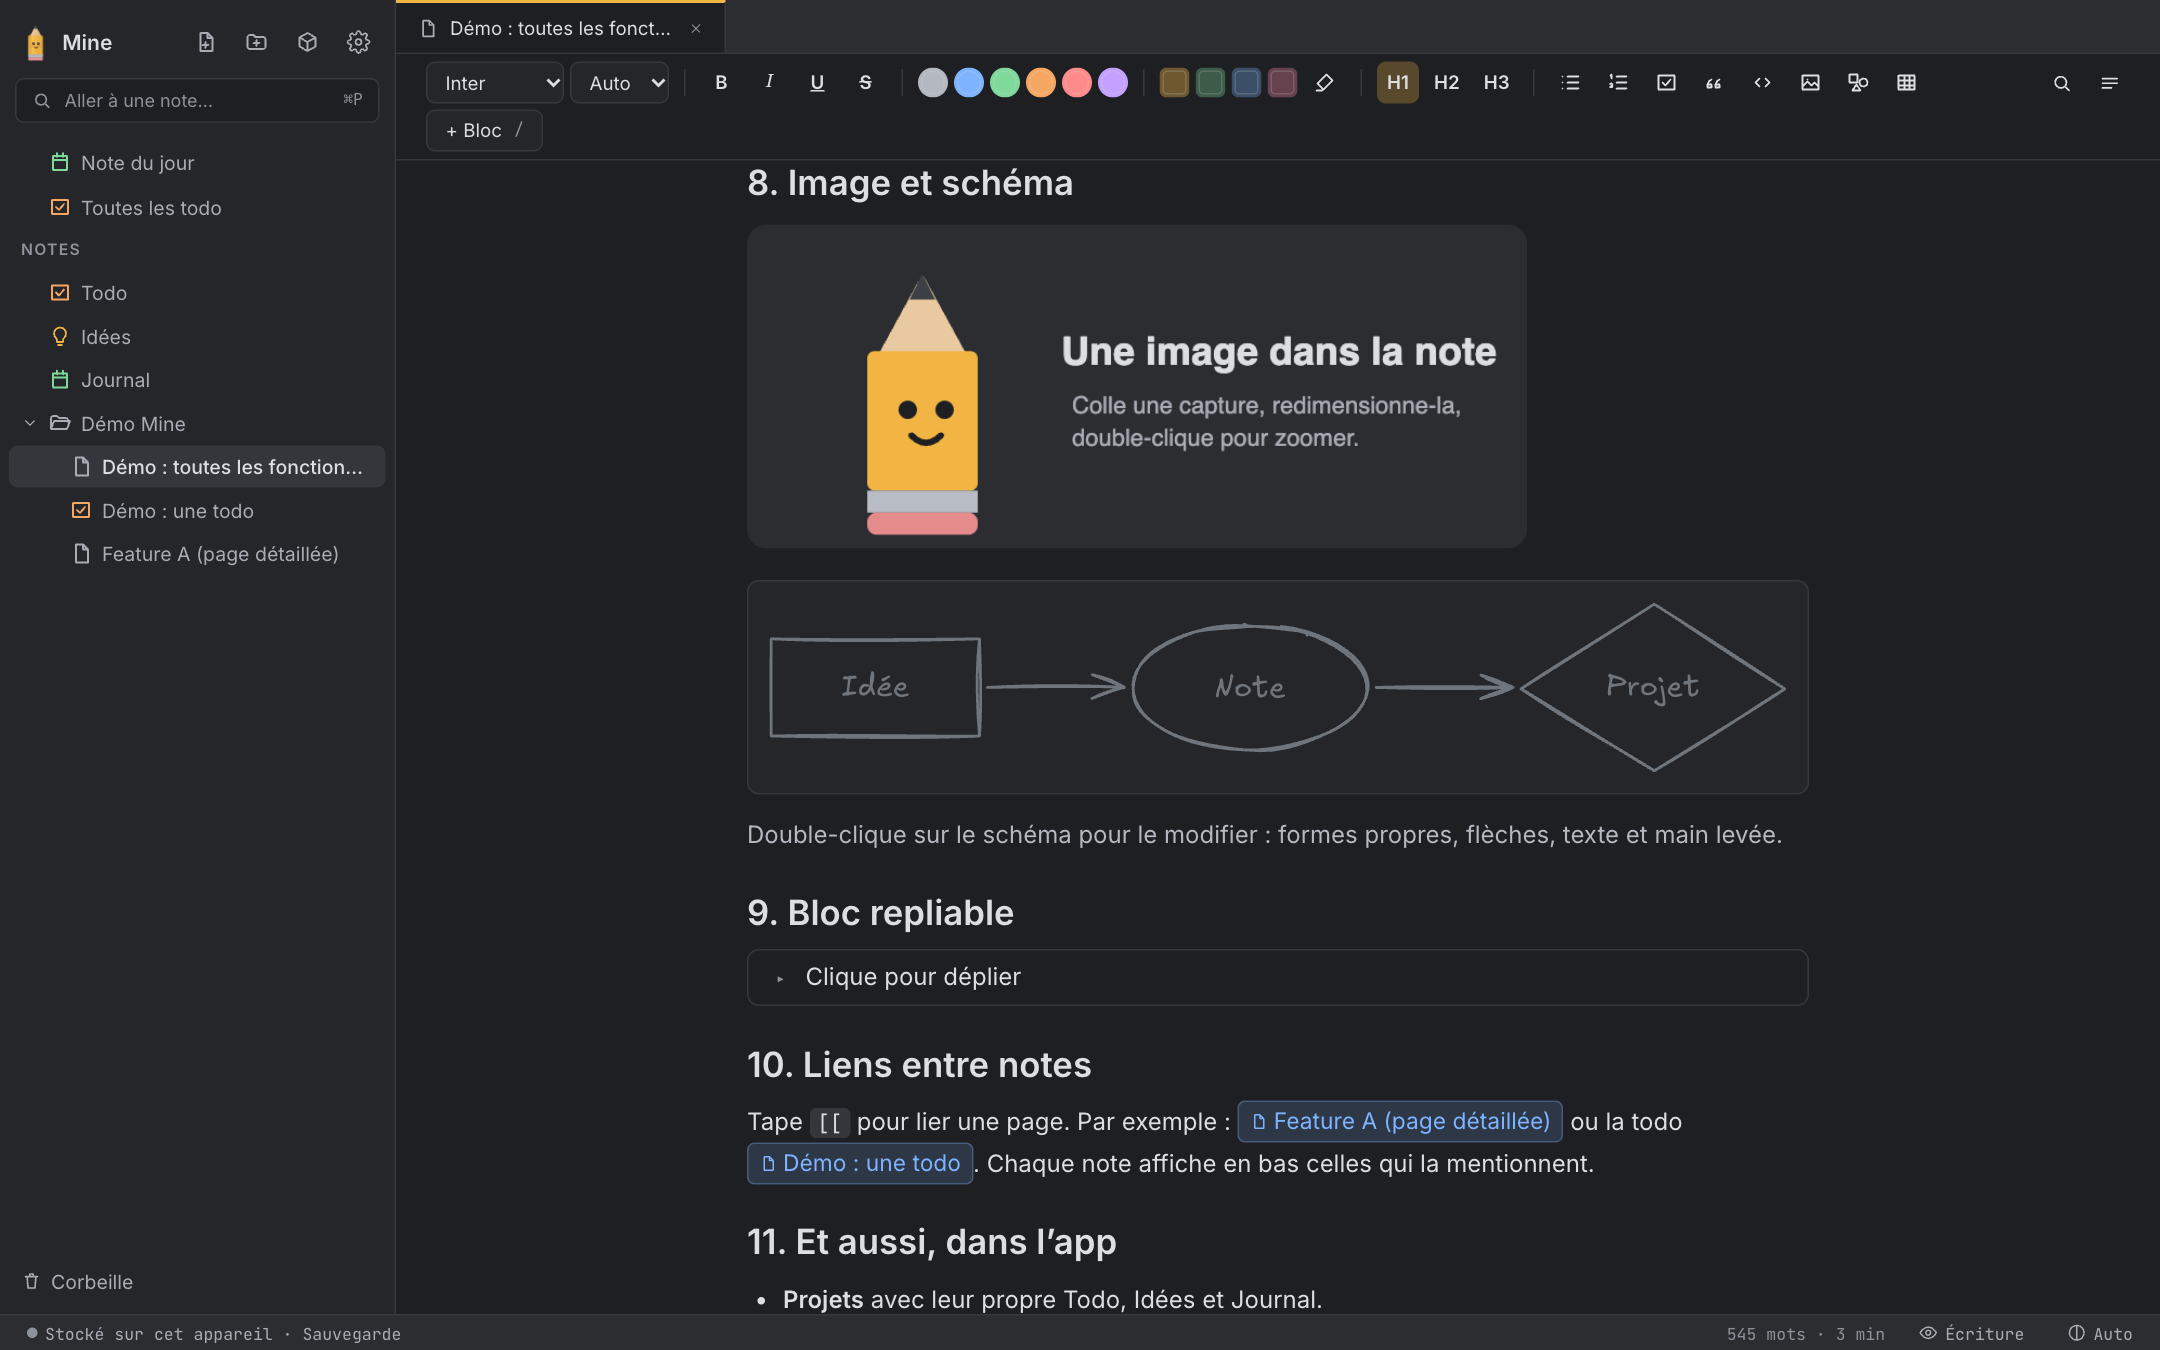 Mine
Aller à une note... ⌘P
Note du jour
Toutes les todo
NOTES
Todo
Idées
Journal
Démo Mine
Démo : toutes les fonction...
Démo : une todo
Feature A (page détaillée)
Corbeille
Démo : toutes les fonct... ×
Inter Auto B I U S H1 H2 H3
+ Bloc /
8. Image et schéma
Une image dans la note
Colle une capture, redimensionne-la,
double-clique pour zoomer.
Idée Note Projet
Double-clique sur le schéma pour le modifier : formes propres, flèches, texte et main levée.
9. Bloc repliable
Clique pour déplier
10. Liens entre notes
Tape [[ pour lier une page. Par exemple : Feature A (page détaillée) ou la todo
Démo : une todo. Chaque note affiche en bas celles qui la mentionnent.
11. Et aussi, dans l’app
• Projets avec leur propre Todo, Idées et Journal.
Stocké sur cet appareil · Sauvegarde
545 mots · 3 min Écriture Auto